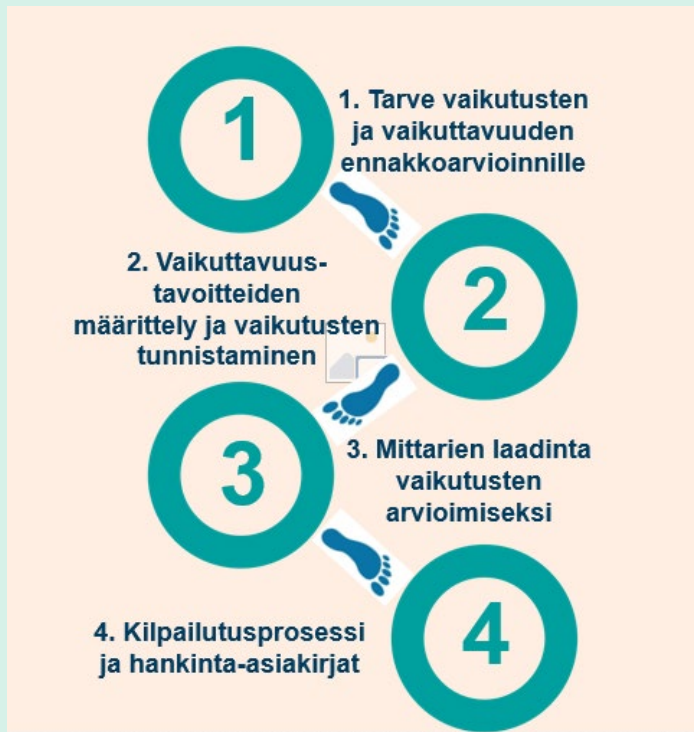 1
1. Tarve vaikutusten
ja vaikuttavuuden
ennakkoarvioinnille
2
2. Vaikuttavuus-
tavoitteiden
määrittely ja vaikutusten
tunnistaminen
3
3. Mittarien laadinta
vaikutusten
arvioimiseksi
4
4. Kilpailutusprosessi
ja hankinta-asiakirjat